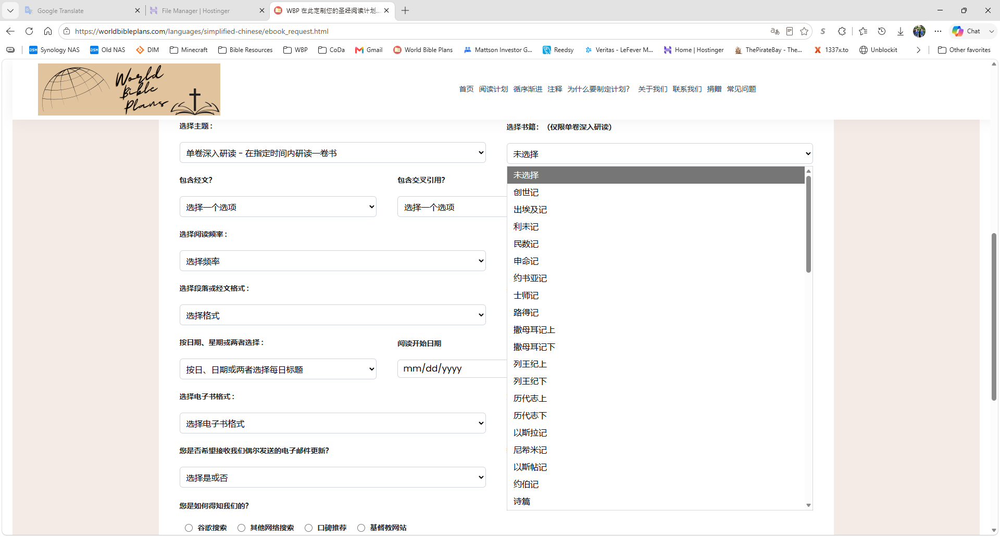 Google Translate
File Manager | Hostinger
WBP 在此定制您的圣经阅读计划...
https://worldbibleplans.com/languages/simplified-chinese/ebook_request.html
Chat
Synology NAS
Old NAS
DIM
Minecraft
Bible Resources
WBP
CoDa
Gmail
World Bible Plans
Mattson Investor G...
Reedsy
Veritas - LeFever M...
Home | Hostinger
ThePirateBay - The...
1337x.to
Unblockit
Other favorites
World
Bible
Plans
首页 阅读计划 循序渐进 注释 为什么要制定计划？ 关于我们 联系我们 捐赠 常见问题
选择主题：
单卷深入研读 - 在指定时间内研读一卷书
选择书籍： （仅限单卷深入研读）
未选择
包含经文？
选择一个选项
包含交叉引用？
选择一个选项
选择阅读频率：
选择频率
选择段落或经文格式：
选择格式
按日期、星期或两者选择：
按日、日期或两者选择每日标题
阅读开始日期
mm/dd/yyyy
选择电子书格式：
选择电子书格式
您是否希望接收我们偶尔发送的电子邮件更新？
选择是或否
您是如何得知我们的？
谷歌搜索 其他网络搜索 口碑推荐 基督教网站
未选择
创世记
出埃及记
利未记
民数记
申命记
约书亚记
士师记
路得记
撒母耳记上
撒母耳记下
列王纪上
列王纪下
历代志上
历代志下
以斯拉记
尼希米记
以斯帖记
约伯记
诗篇